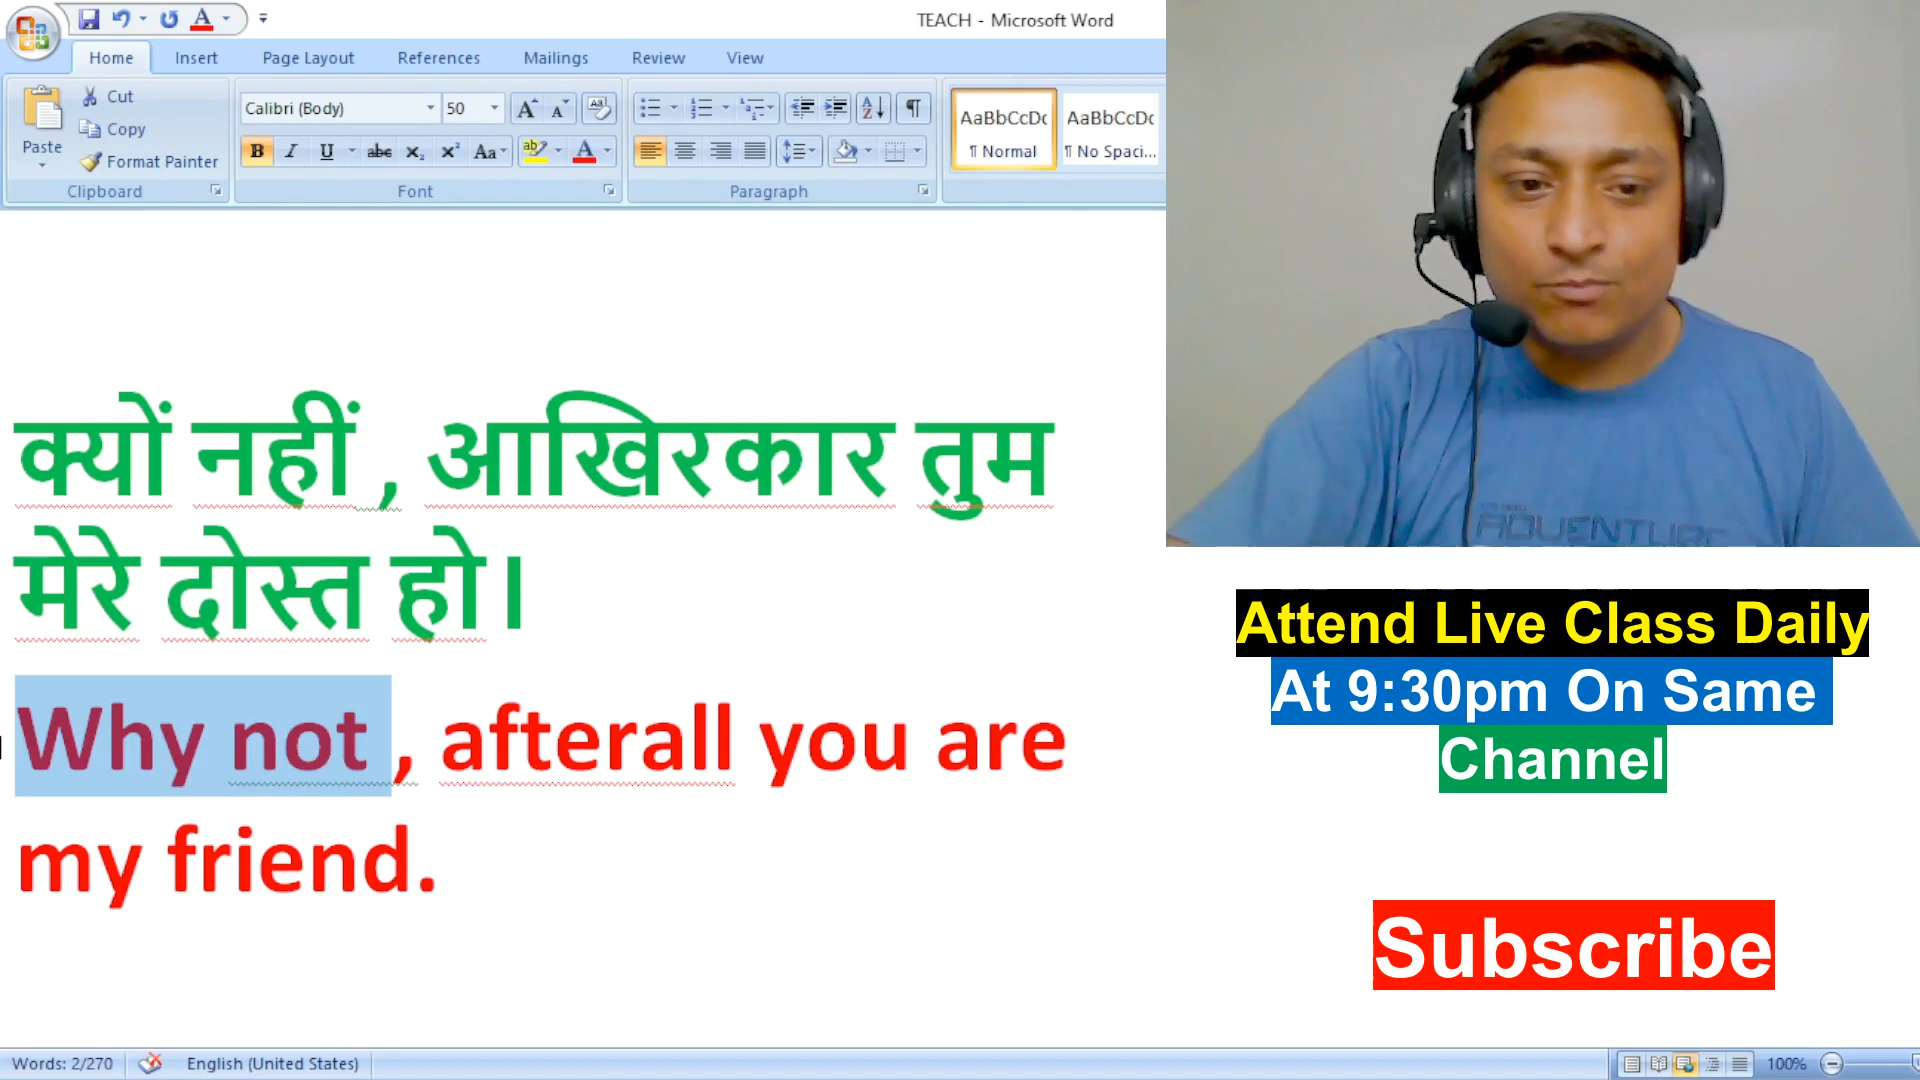 TEACH - Microsoft Word
Home Insert Page Layout References Mailings Review View
Paste
Cut
Copy
Format Painter
Clipboard
Calibri (Body) 50
Font
Paragraph
AaBbCcDc AaBbCcDc
¶ Normal ¶ No Spaci...
क्यों नहीं , आखिरकार तुम
मेरे दोस्त हो।
Why not , afterall you are
my friend.
ADVENTURE
Attend Live Class Daily
At 9:30pm On Same
Channel
Subscribe
Words: 2/270 English (United States) 100%